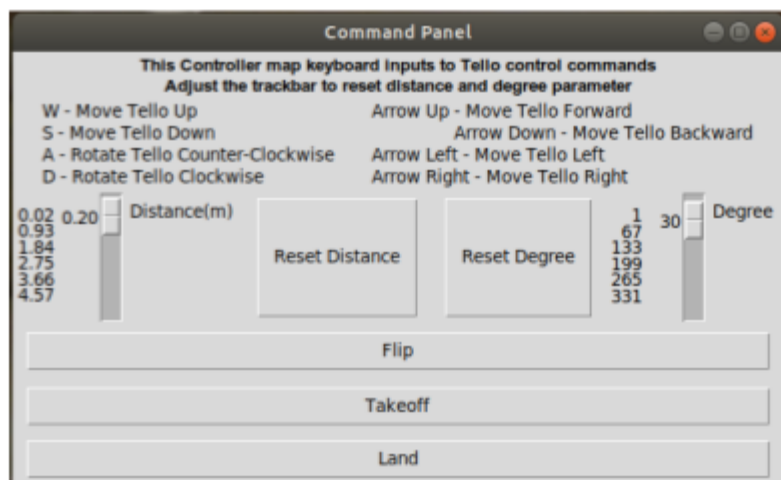 Command Panel
This Controller map keyboard inputs to Tello control commands
Adjust the trackbar to reset distance and degree parameter
W - Move Tello Up
S - Move Tello Down
A - Rotate Tello Counter-Clockwise
D - Rotate Tello Clockwise
Arrow Up - Move Tello Forward
Arrow Down - Move Tello Backward
Arrow Left - Move Tello Left
Arrow Right - Move Tello Right
0.02
0.93
1.84
2.75
3.66
4.57
0.20
Distance(m)
Reset Distance
Reset Degree
1
67
133
199
265
331
30
Degree
Flip
Takeoff
Land